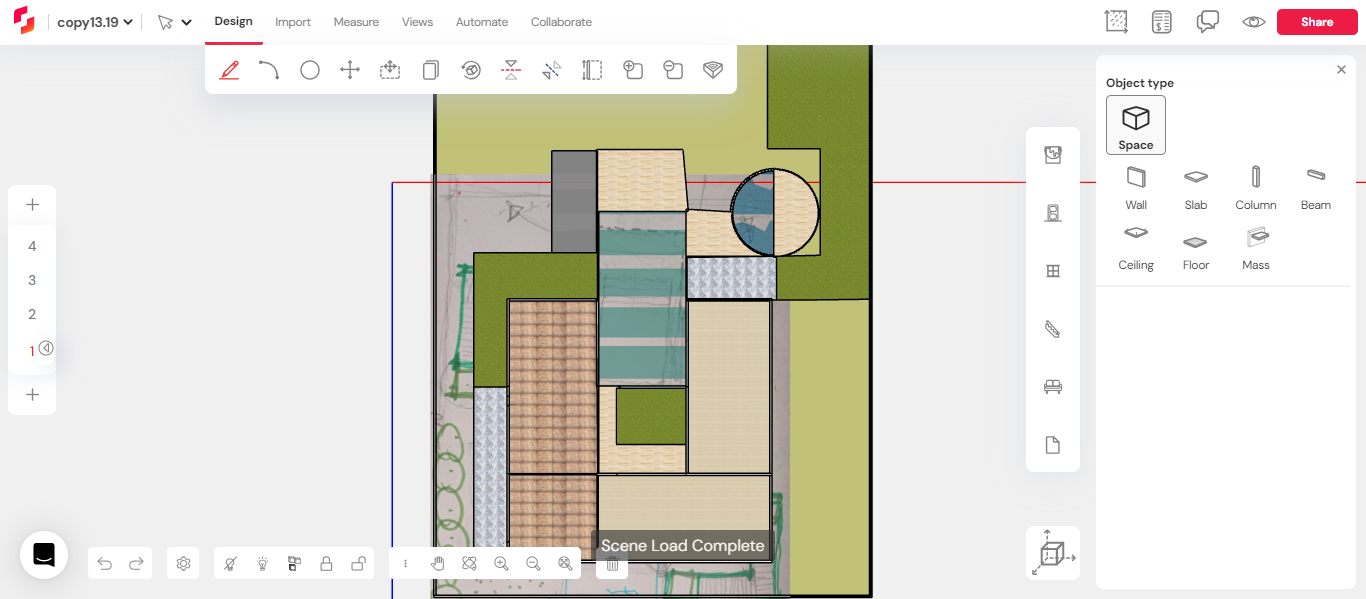 copy13.19
Design
Import
Measure
Views
Automate
Collaborate
Share
Object type
Space
Wall
Slab
Column
Beam
Ceiling
Floor
Mass
4
3
2
1
Scene Load Complete